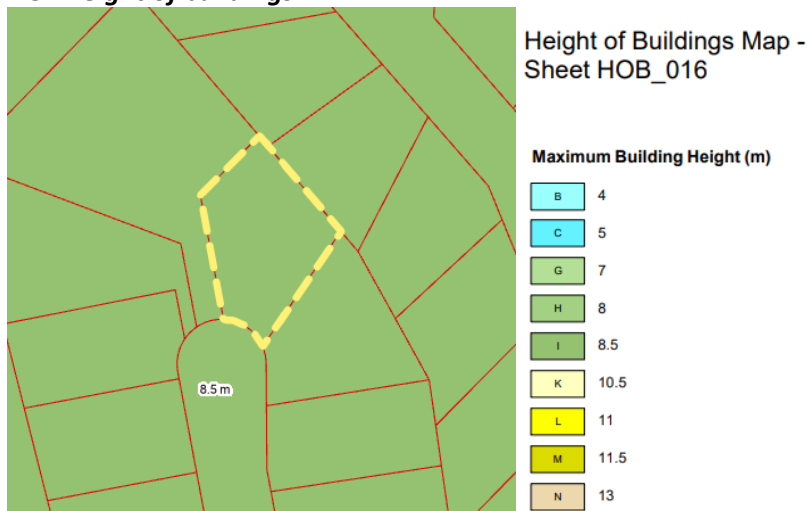 8.5 m
Height of Buildings Map -
Sheet HOB_016
Maximum Building Height (m)
B 4
C 5
G 7
H 8
I 8.5
K 10.5
L 11
M 11.5
N 13